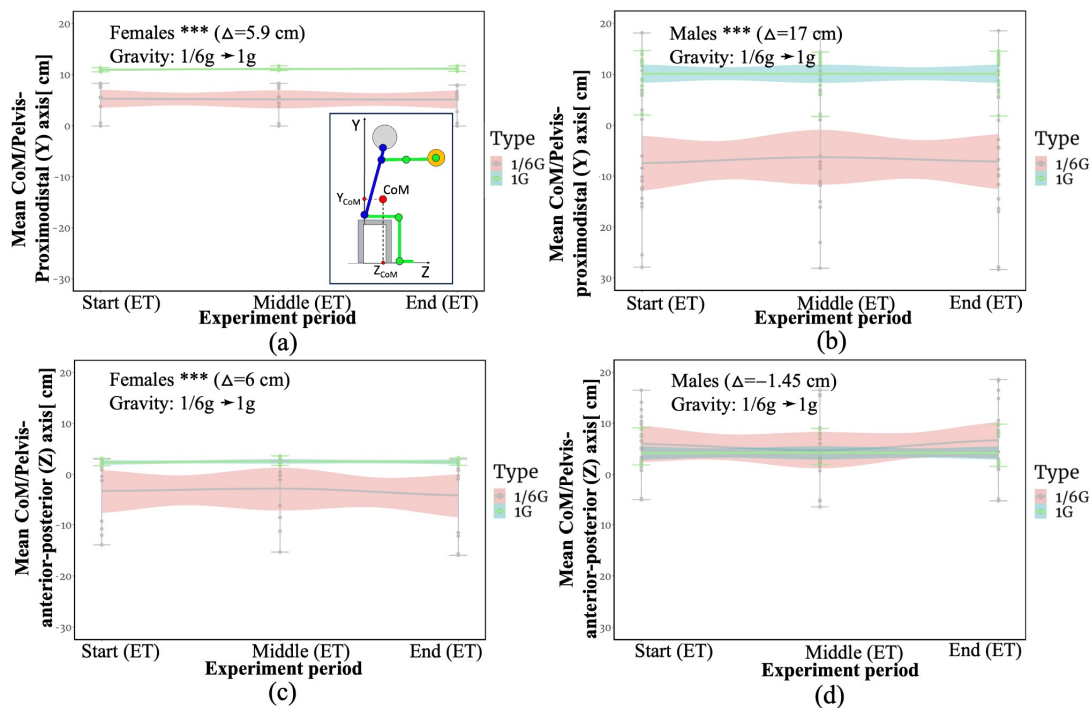 Females *** (Δ=5.9 cm)
Gravity: 1/6g → 1g
Mean CoM/Pelvis-
Proximodistal (Y) axis[ cm]
20
10
0
-10
20
-30
Y
Y_CoM
CoM
Z_CoM
Z
Type
1/6G
1G
Start (ET)
Middle (ET)
End (ET)
Experiment period
(a)
Males *** (Δ=17 cm)
Gravity: 1/6g → 1g
Mean CoM/Pelvis-
proximodistal (Y) axis[ cm]
20
10
0
-10
20
-30
Type
1/6G
1G
Start (ET)
Middle (ET)
End (ET)
Experiment period
(b)
Females *** (Δ=6 cm)
Gravity: 1/6g → 1g
Mean CoM/Pelvis-
anterior-posterior (Z) axis[ cm]
20
10
0
-10
20
-30
Type
1/6G
1G
Start (ET)
Middle (ET)
End (ET)
Experiment period
(c)
Males (Δ=−1.45 cm)
Gravity: 1/6g → 1g
Mean CoM/Pelvis-
anterior-posterior (Z) axis[ cm]
20
10
0
-10
20
-30
Type
1/6G
1G
Start (ET)
Middle (ET)
End (ET)
Experiment period
(d)